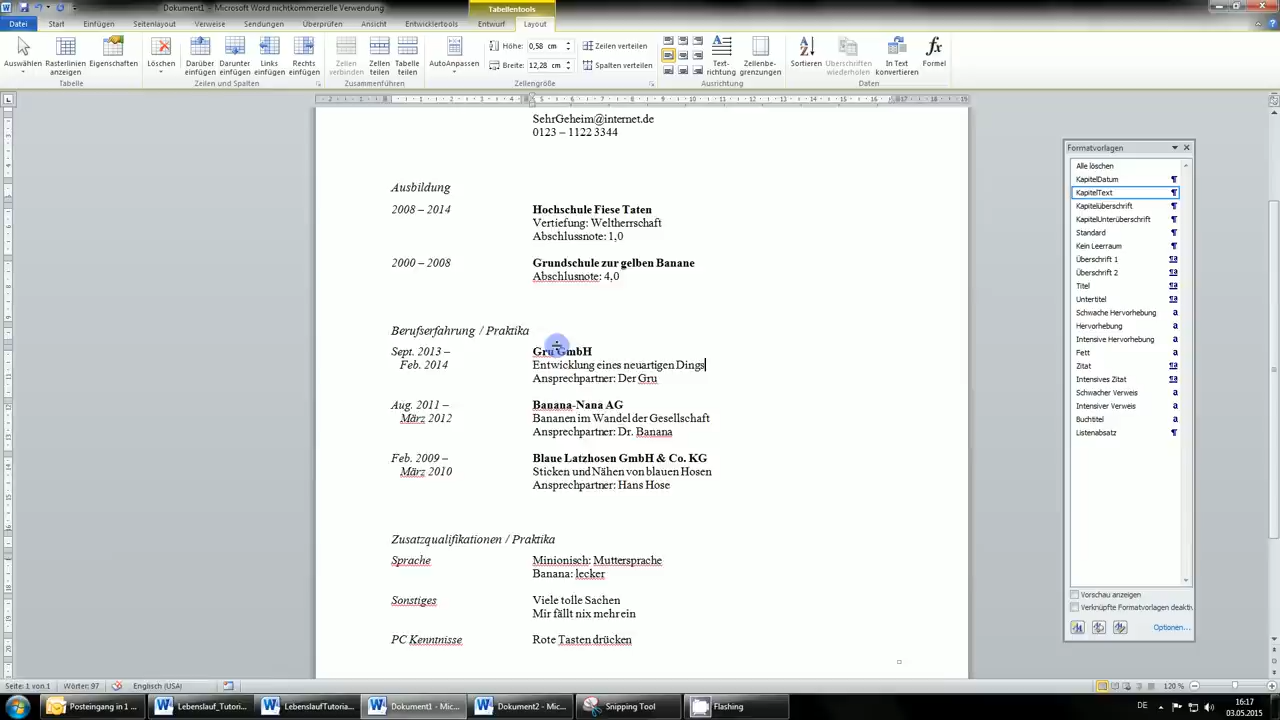 Dokument1 - Microsoft Word nichtkommerzielle Verwendung
Tabellentools
Datei Start Einfügen Seitenlayout Verweise Sendungen Überprüfen Ansicht Entwicklertools Entwurf Layout
Auswählen
Rasterlinien anzeigen
Eigenschaften
Löschen
Darüber einfügen
Darunter einfügen
Links einfügen
Rechts einfügen
Zellen verbinden
Zellen teilen
Tabelle teilen
AutoAnpassen
Höhe: 0,58 cm
Breite: 12,28 cm
Zeilen verteilen
Spalten verteilen
Text-richtung
Zellenbe-grenzungen
Sortieren
Überschriften wiederholen
In Text konvertieren
Formel
Tabelle Zeilen und Spalten Zusammenführen Zellengröße Ausrichtung Daten
SehrGeheim@internet.de
0123 – 1122 3344
Ausbildung
2008 – 2014 Hochschule Fiese Taten
Vertiefung: Weltherrschaft
Abschlussnote: 1,0
2000 – 2008 Grundschule zur gelben Banane
Abschlusnote: 4,0
Berufserfahrung / Praktika
Sept. 2013 – Gru GmbH
Feb. 2014 Entwicklung eines neuartigen Dings
Ansprechpartner: Der Gru
Aug. 2011 – Banana-Nana AG
März 2012 Bananen im Wandel der Gesellschaft
Ansprechpartner: Dr. Banana
Feb. 2009 – Blaue Latzhosen GmbH & Co. KG
März 2010 Sticken und Nähen von blauen Hosen
Ansprechpartner: Hans Hose
Zusatzqualifikationen / Praktika
Sprache Minionisch: Muttersprache
Banana: lecker
Sonstiges Viele tolle Sachen
Mir fällt nix mehr ein
PC Kenntnisse Rote Tasten drücken
Formatvorlagen
Alle löschen
KapitelDatum
KapitelText
Kapitelüberschrift
KapitelUnterüberschrift
Standard
Kein Leerraum
Überschrift 1
Überschrift 2
Titel
Untertitel
Schwache Hervorhebung
Hervorhebung
Intensive Hervorhebung
Fett
Zitat
Intensives Zitat
Schwacher Verweis
Intensiver Verweis
Buchtitel
Listenabsatz
Vorschau anzeigen
Verknüpfte Formatvorlagen deaktiv
Optionen...
Seite: 1 von 1 Wörter: 97 Englisch (USA) 120 %
Posteingang in 1 ... Lebenslauf_Tutori... LebenslaufTutoria... Dokument1 - Mic... Dokument2 - Mic... Snipping Tool Flashing
DE 16:17
03.05.2015